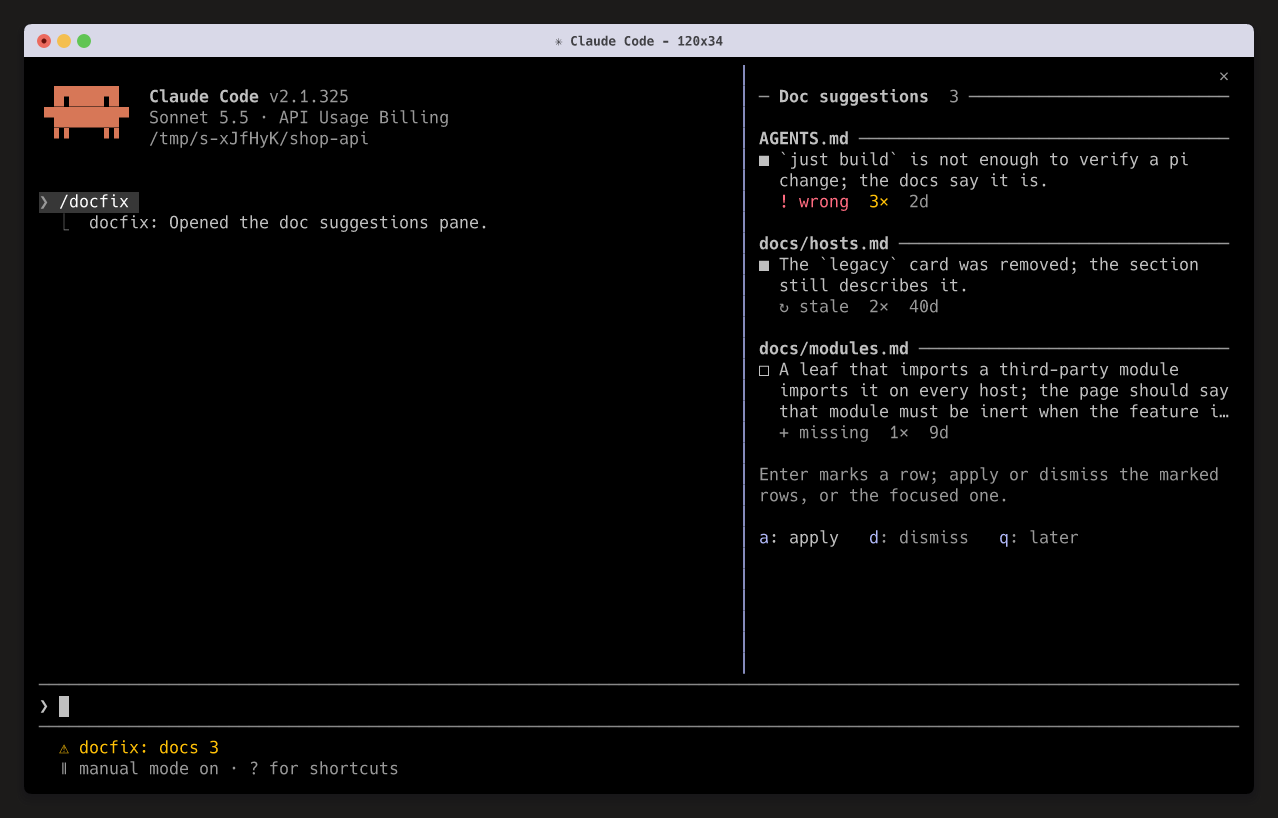 ✳ Claude Code – 120x34
Claude Code v2.1.325
Sonnet 5.5 · API Usage Billing
/tmp/s-xJfHyK/shop-api
❯ /docfix
⎿ docfix: Opened the doc suggestions pane.
×
─ Doc suggestions 3
AGENTS.md
■ `just build` is not enough to verify a pi
change; the docs say it is.
! wrong 3× 2d
docs/hosts.md
■ The `legacy` card was removed; the section
still describes it.
↻ stale 2× 40d
docs/modules.md
□ A leaf that imports a third-party module
imports it on every host; the page should say
that module must be inert when the feature i…
+ missing 1× 9d
Enter marks a row; apply or dismiss the marked
rows, or the focused one.
a: apply d: dismiss q: later
❯
⚠ docfix: docs 3
‖ manual mode on · ? for shortcuts